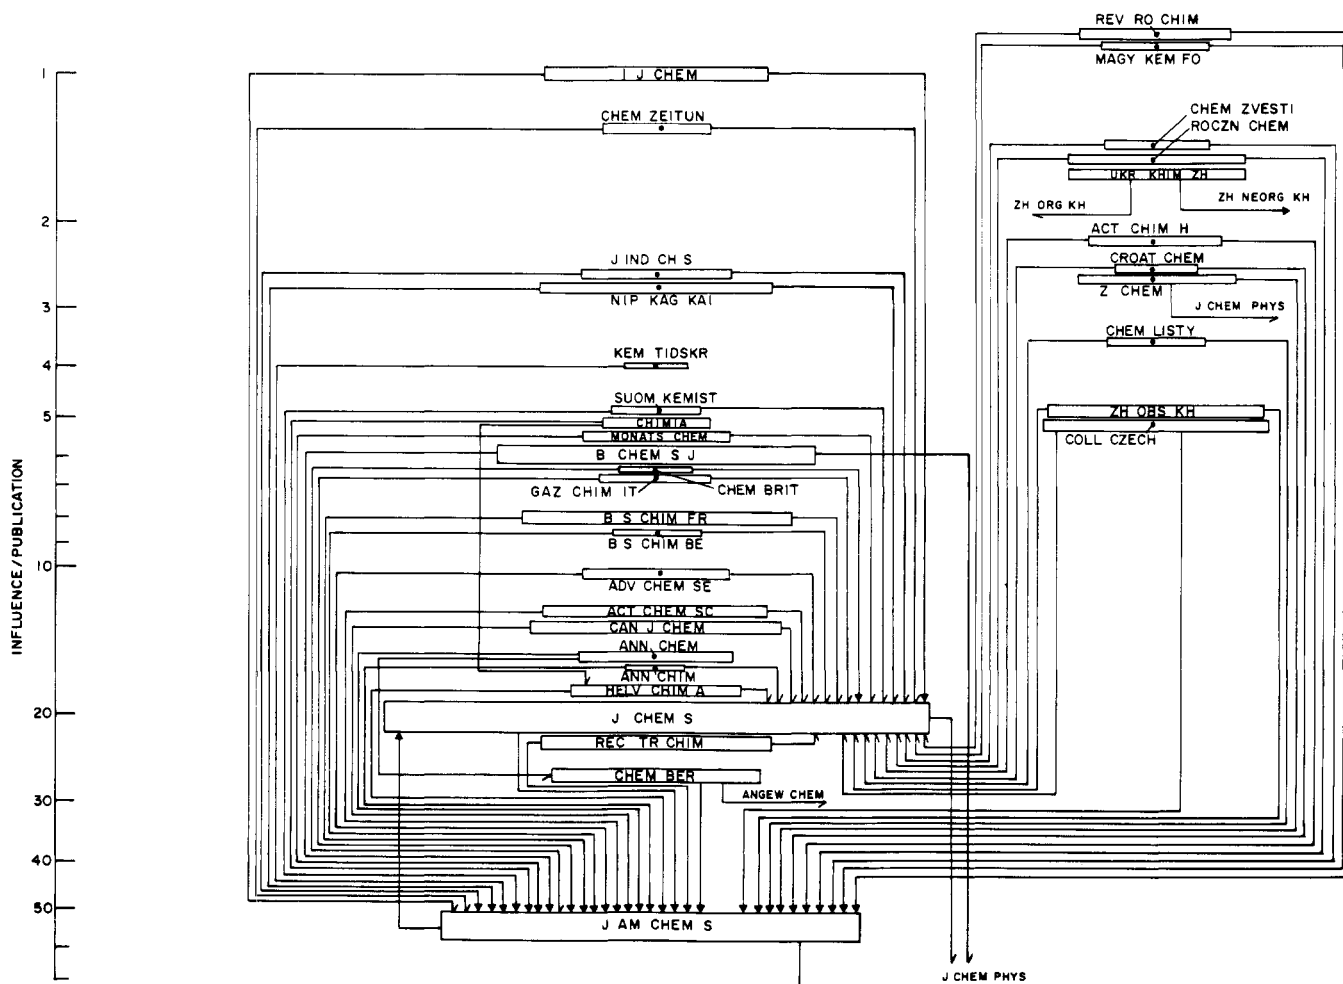 REV RO CHIM
MAGY KEM FO
1
I J CHEM
CHEM ZEITUN
CHEM ZVESTI
ROCZN CHEM
UKR KHIM ZH
ZH ORG KH
ZH NEORG KH
2
ACT CHIM H
J IND CH S
CROAT CHEM
Z CHEM
NIP KAG KAI
3
J CHEM PHYS
CHEM LISTY
KEM TIDSKR
4
SUOM KEMIST
5
CHIMIA
ZH OBS KH
MONATS CHEM
COLL CZECH
B CHEM S J
GAZ CHIM IT
CHEM BRIT
B S CHIM FR
B S CHIM BE
10
ADV CHEM SE
INFLUENCE/PUBLICATION
ACT CHEM SC
CAN J CHEM
ANN. CHEM
ANN CHIM
HELV CHIM A
20
J CHEM S
REC TR CHIM
CHEM BER
ANGEW CHEM
30
40
50
J AM CHEM S
J CHEM PHYS